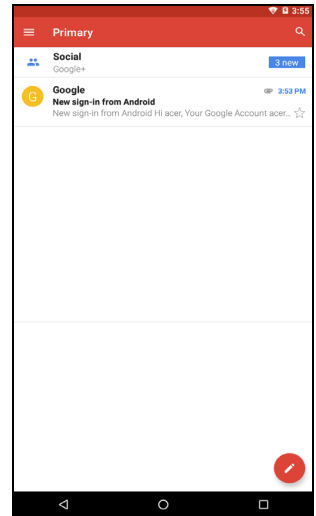 3:55
Primary
Social
Google+
3 new
G
Google
3:53 PM
New sign-in from Android
New sign-in from Android Hi acer, Your Google Account acer...